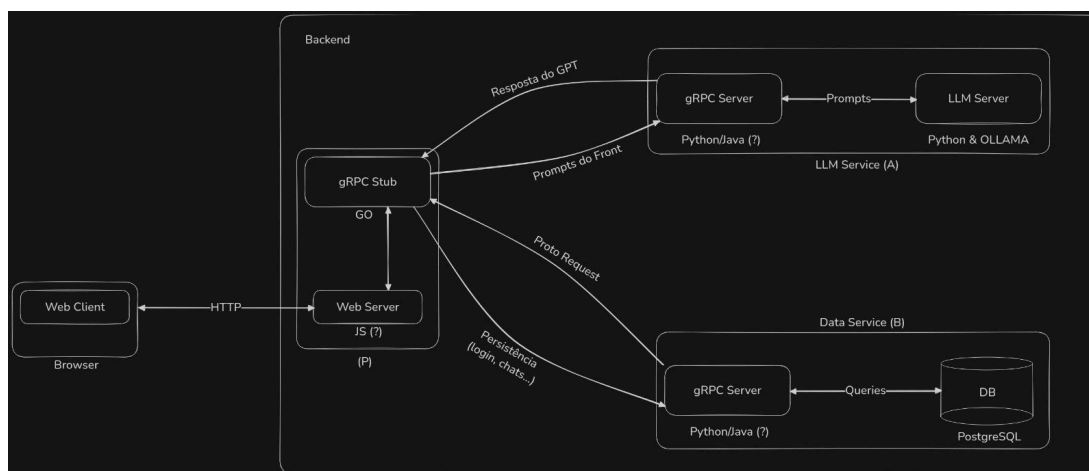 Backend
Resposta do GPT
gRPC Server
Prompts
LLM Server
Python/Java (?)
Python & OLLAMA
LLM Service (A)
Prompts do Front
gRPC Stub
GO
Proto Request
Web Client
HTTP
Web Server
JS (?)
(P)
Browser
Persistência
(login, chats...)
Data Service (B)
gRPC Server
Queries
DB
Python/Java (?)
PostgreSQL